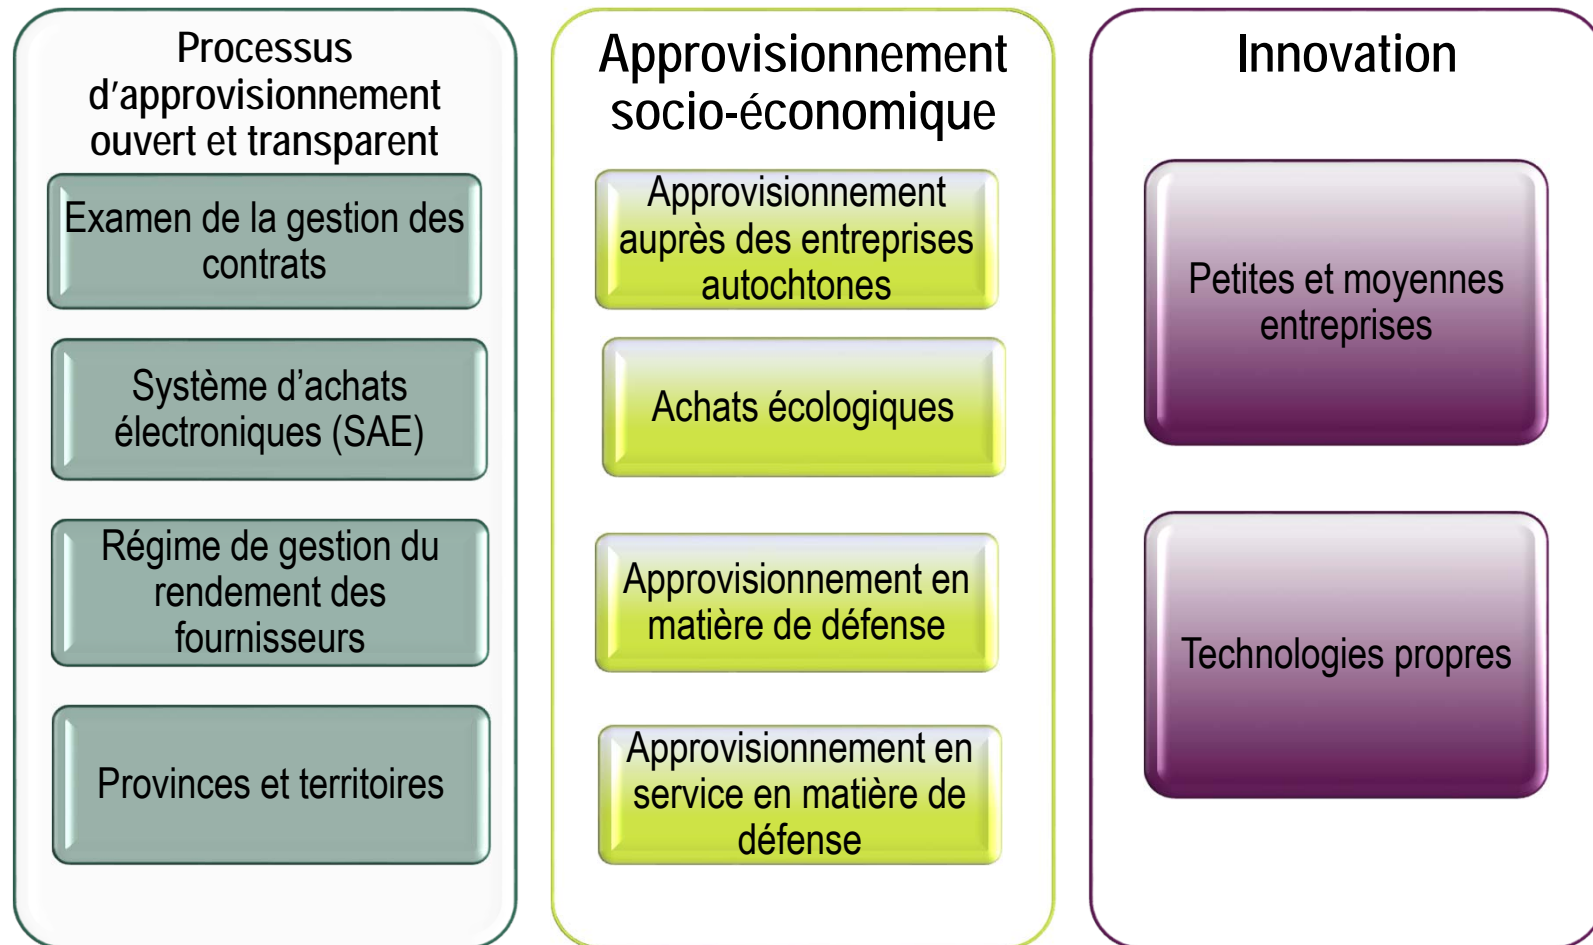 Processus
d'approvisionnement
ouvert et transparent
Examen de la gestion des
contrats
Système d'achats
électroniques (SAE)
Régime de gestion du
rendement des
fournisseurs
Provinces et territoires
Approvisionnement
socio-économique
Approvisionnement
auprès des entreprises
autochtones
Achats écologiques
Approvisionnement en
matière de défense
Approvisionnement en
service en matière de
défense
Innovation
Petites et moyennes
entreprises
Technologies propres